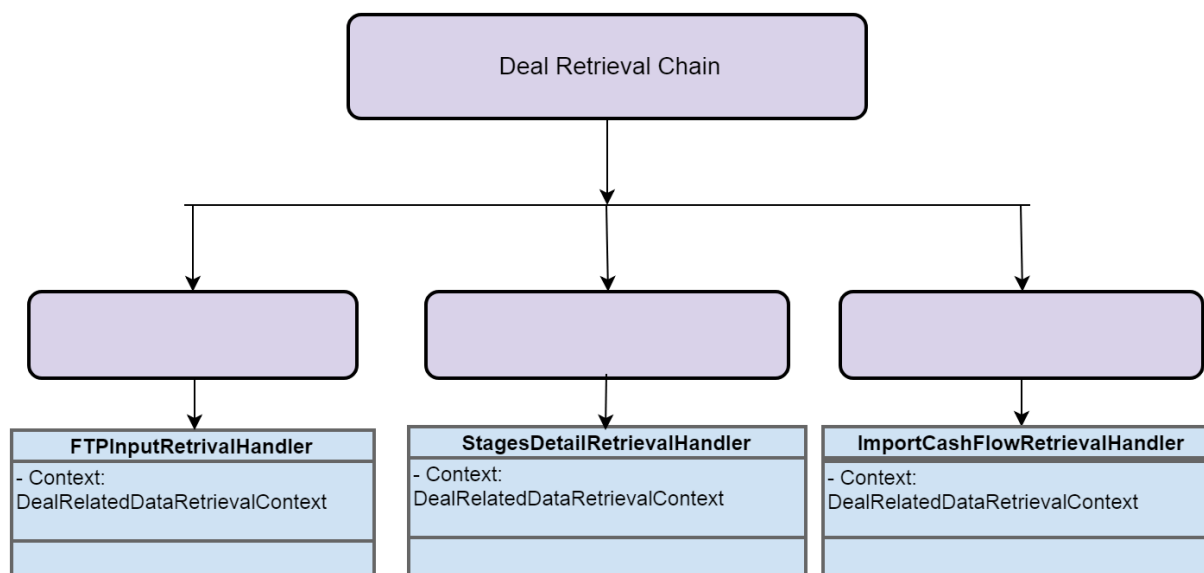 Deal Retrieval Chain
FTPInputRetrivalHandler
- Context:
DealRelatedDataRetrievalContext
StagesDetailRetrievalHandler
- Context:
DealRelatedDataRetrievalContext
ImportCashFlowRetrievalHandler
- Context:
DealRelatedDataRetrievalContext